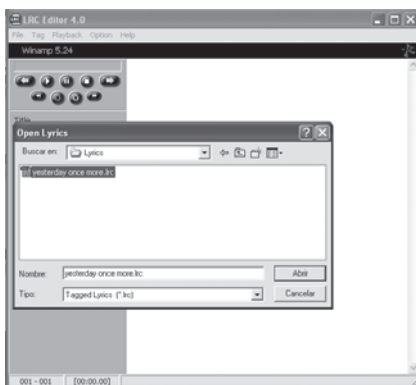 LRC Editor 4.0
File Tag Playback Option Help
Winamp 5.24
Title
Open Lyrics
Buscar en: Lyrics
yesterday once more.lrc
Nombre: yesterday once more.lrc Abrir
Tipo: Tagged Lyrics (*.lrc) Cancelar
001 - 001 [00:00.00]